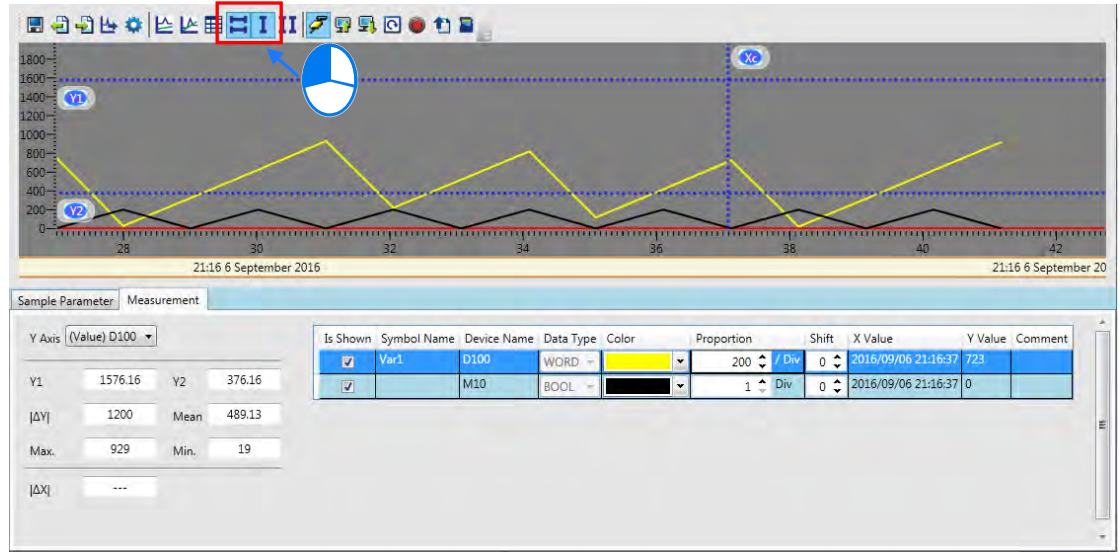 Xc
1800
1600
1400
Y1
1200
1000
800
600
400
200
Y2
0
28 30 32 34 36 38 40 42
21:16 6 September 2016 21:16 6 September 20
Sample Parameter Measurement
Y Axis (Value) D100
Y1 1576.16 Y2 376.16
|ΔY| 1200 Mean 489.13
Max. 929 Min. 19
|ΔX| ---
Is Shown Symbol Name Device Name Data Type Color Proportion Shift X Value Y Value Comment
Var1 D100 WORD 200 / Div 0 2016/09/06 21:16:37 723
M10 BOOL 1 Div 0 2016/09/06 21:16:37 0